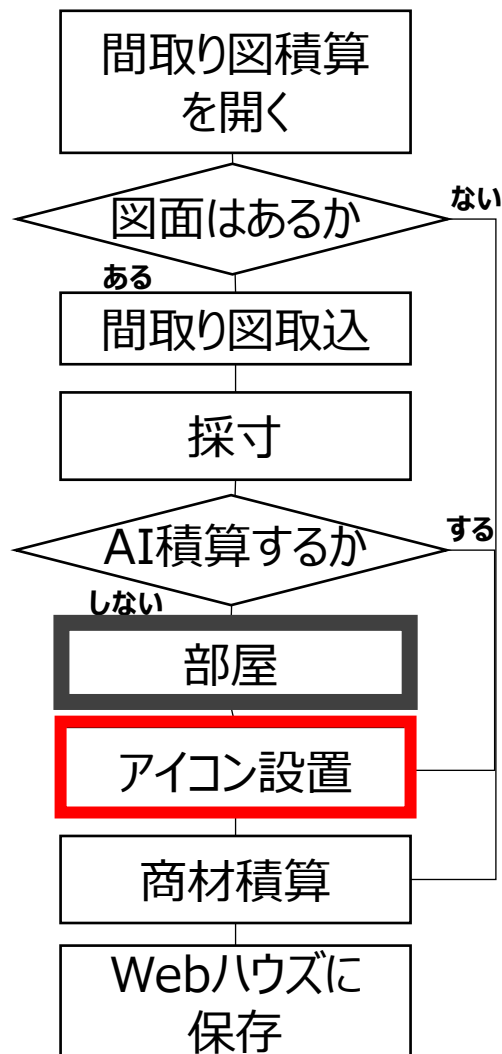 間取り図積算
を開く
図面はあるか
ない
ある
間取り図取込
採寸
AI積算するか
する
しない
部屋
アイコン設置
商材積算
Webハウズに
保存